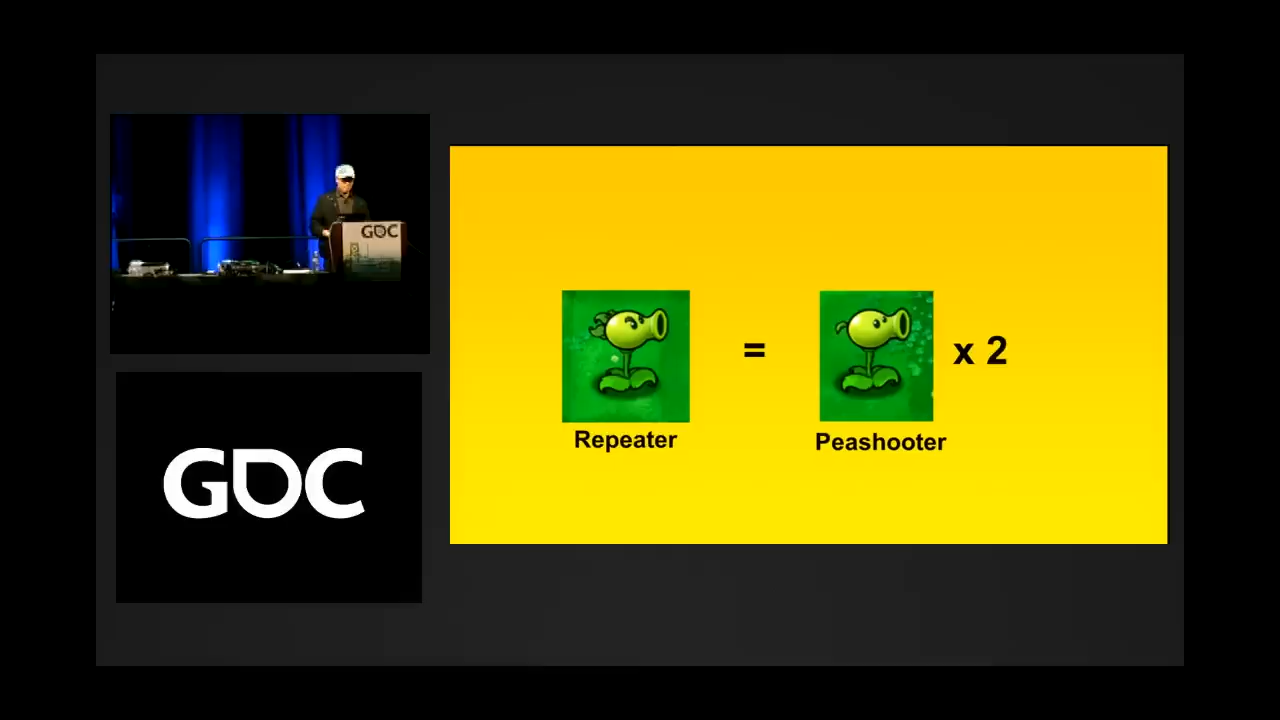 GDC
GDC
Repeater
=
Peashooter
x 2